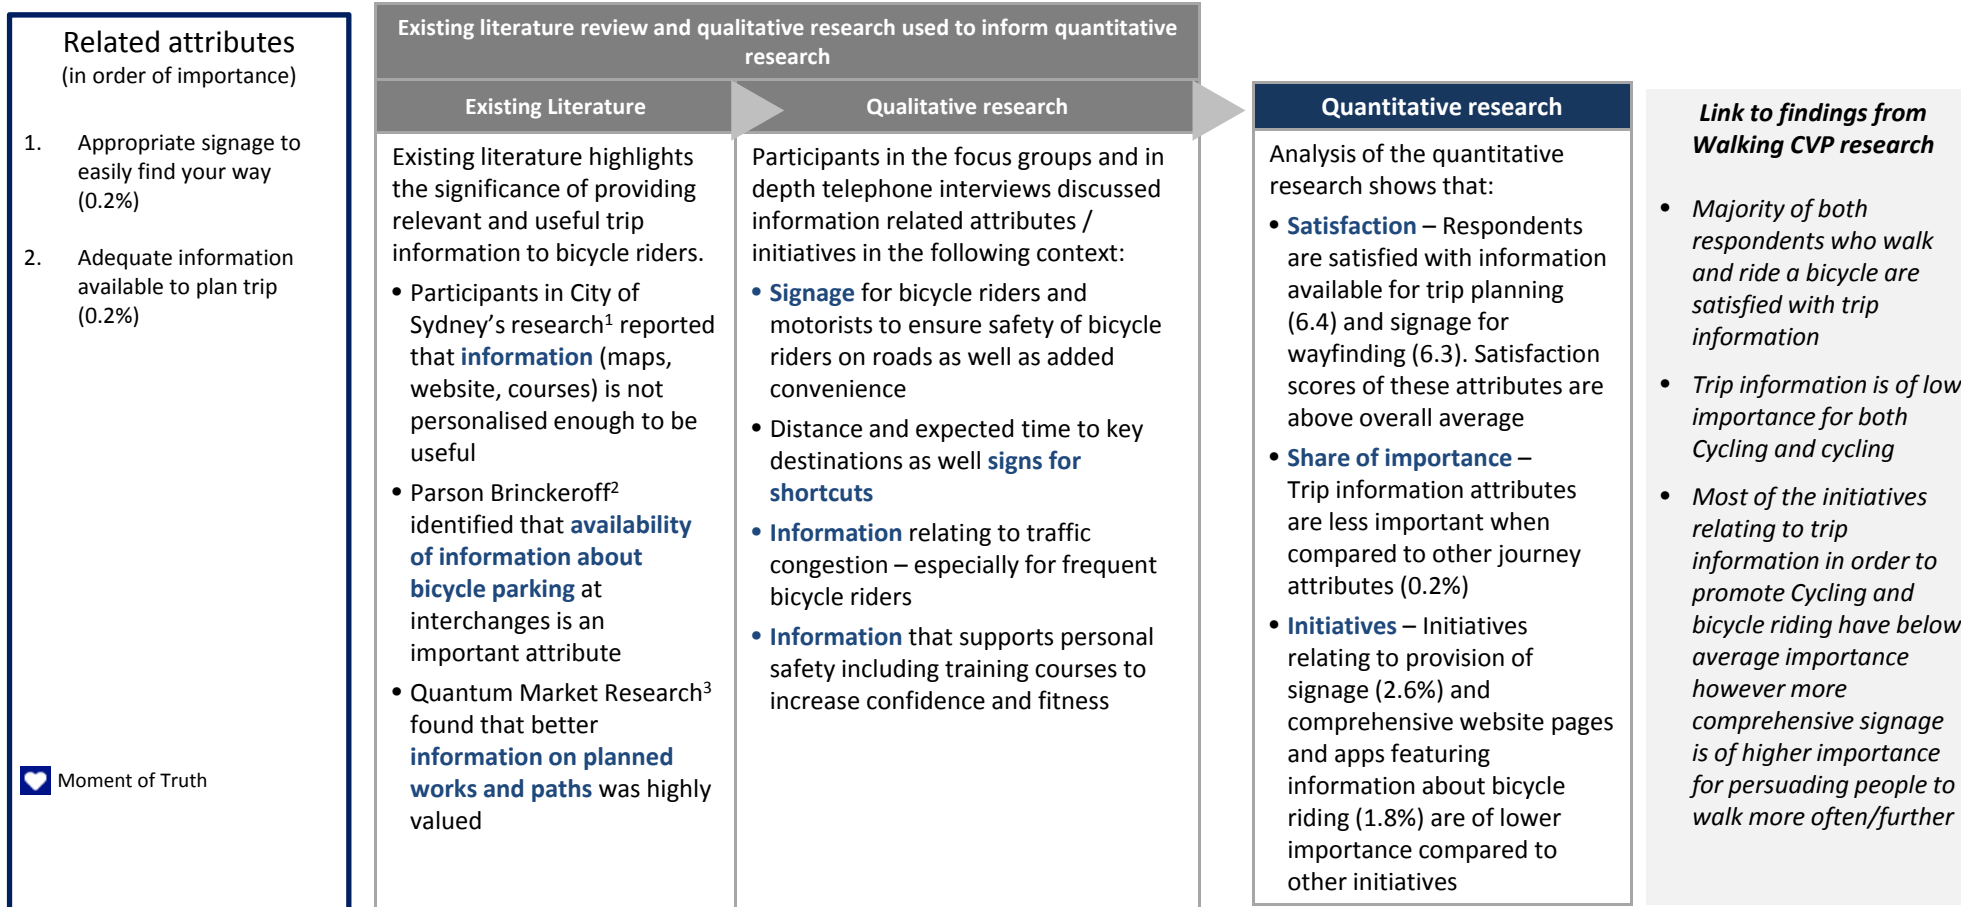 Related attributes
(in order of importance)
1. Appropriate signage to
easily find your way
(0.2%)
2. Adequate information
available to plan trip
(0.2%)
Moment of Truth
Existing literature review and qualitative research used to inform quantitative
research
Existing Literature
Existing literature highlights
the significance of providing
relevant and useful trip
information to bicycle riders.
• Participants in City of
Sydney’s research1 reported
that information (maps,
website, courses) is not
personalised enough to be
useful
• Parson Brinckeroff2
identified that availability
of information about
bicycle parking at
interchanges is an
important attribute
• Quantum Market Research3
found that better
information on planned
works and paths was highly
valued
Qualitative research
Participants in the focus groups and in
depth telephone interviews discussed
information related attributes /
initiatives in the following context:
• Signage for bicycle riders and
motorists to ensure safety of bicycle
riders on roads as well as added
convenience
• Distance and expected time to key
destinations as well signs for
shortcuts
• Information relating to traffic
congestion – especially for frequent
bicycle riders
• Information that supports personal
safety including training courses to
increase confidence and fitness
Quantitative research
Analysis of the quantitative
research shows that:
• Satisfaction – Respondents
are satisfied with information
available for trip planning
(6.4) and signage for
wayfinding (6.3). Satisfaction
scores of these attributes are
above overall average
• Share of importance –
Trip information attributes
are less important when
compared to other journey
attributes (0.2%)
• Initiatives – Initiatives
relating to provision of
signage (2.6%) and
comprehensive website pages
and apps featuring
information about bicycle
riding (1.8%) are of lower
importance compared to
other initiatives
Link to findings from
Walking CVP research
• Majority of both
respondents who walk
and ride a bicycle are
satisfied with trip
information
• Trip information is of low
importance for both
Cycling and cycling
• Most of the initiatives
relating to trip
information in order to
promote Cycling and
bicycle riding have below
average importance
however more
comprehensive signage
is of higher importance
for persuading people to
walk more often/further